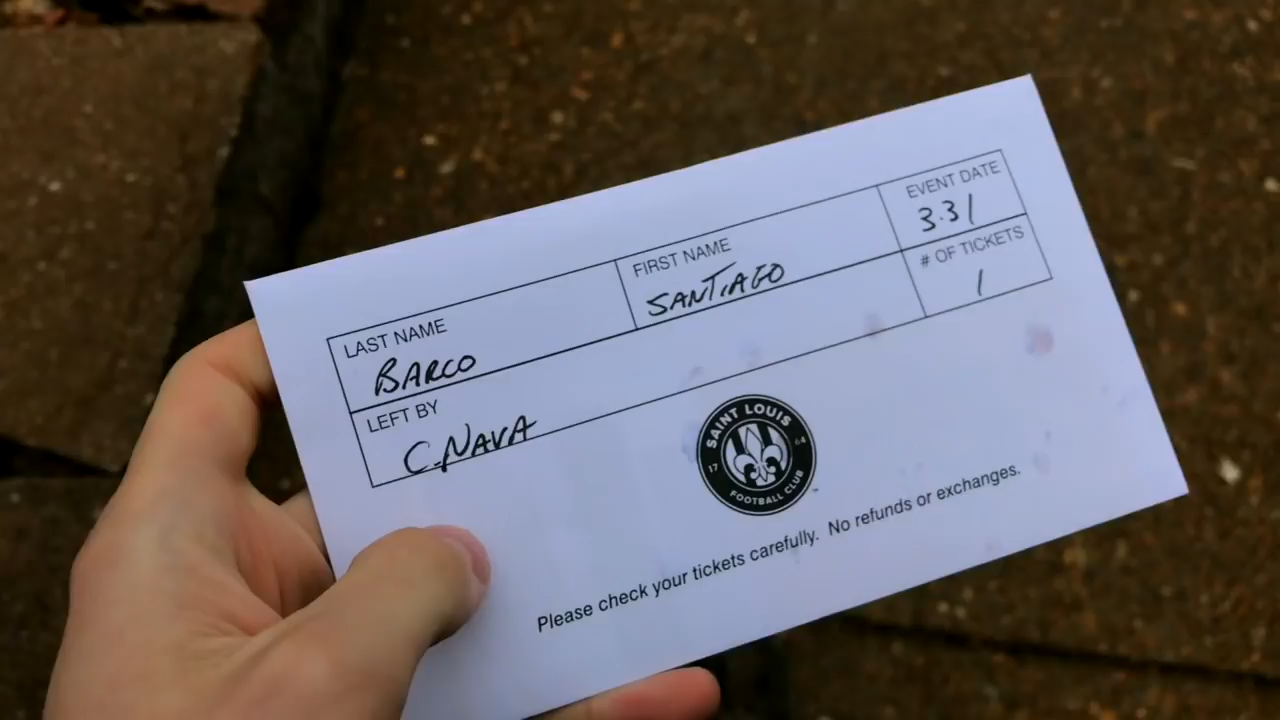 LAST NAME
BARCO
FIRST NAME
SANTIAGO
EVENT DATE
3.31
LEFT BY
C. NAVA
# OF TICKETS
1
SAINT LOUIS
17 64
FOOTBALL CLUB
™
Please check your tickets carefully. No refunds or exchanges.